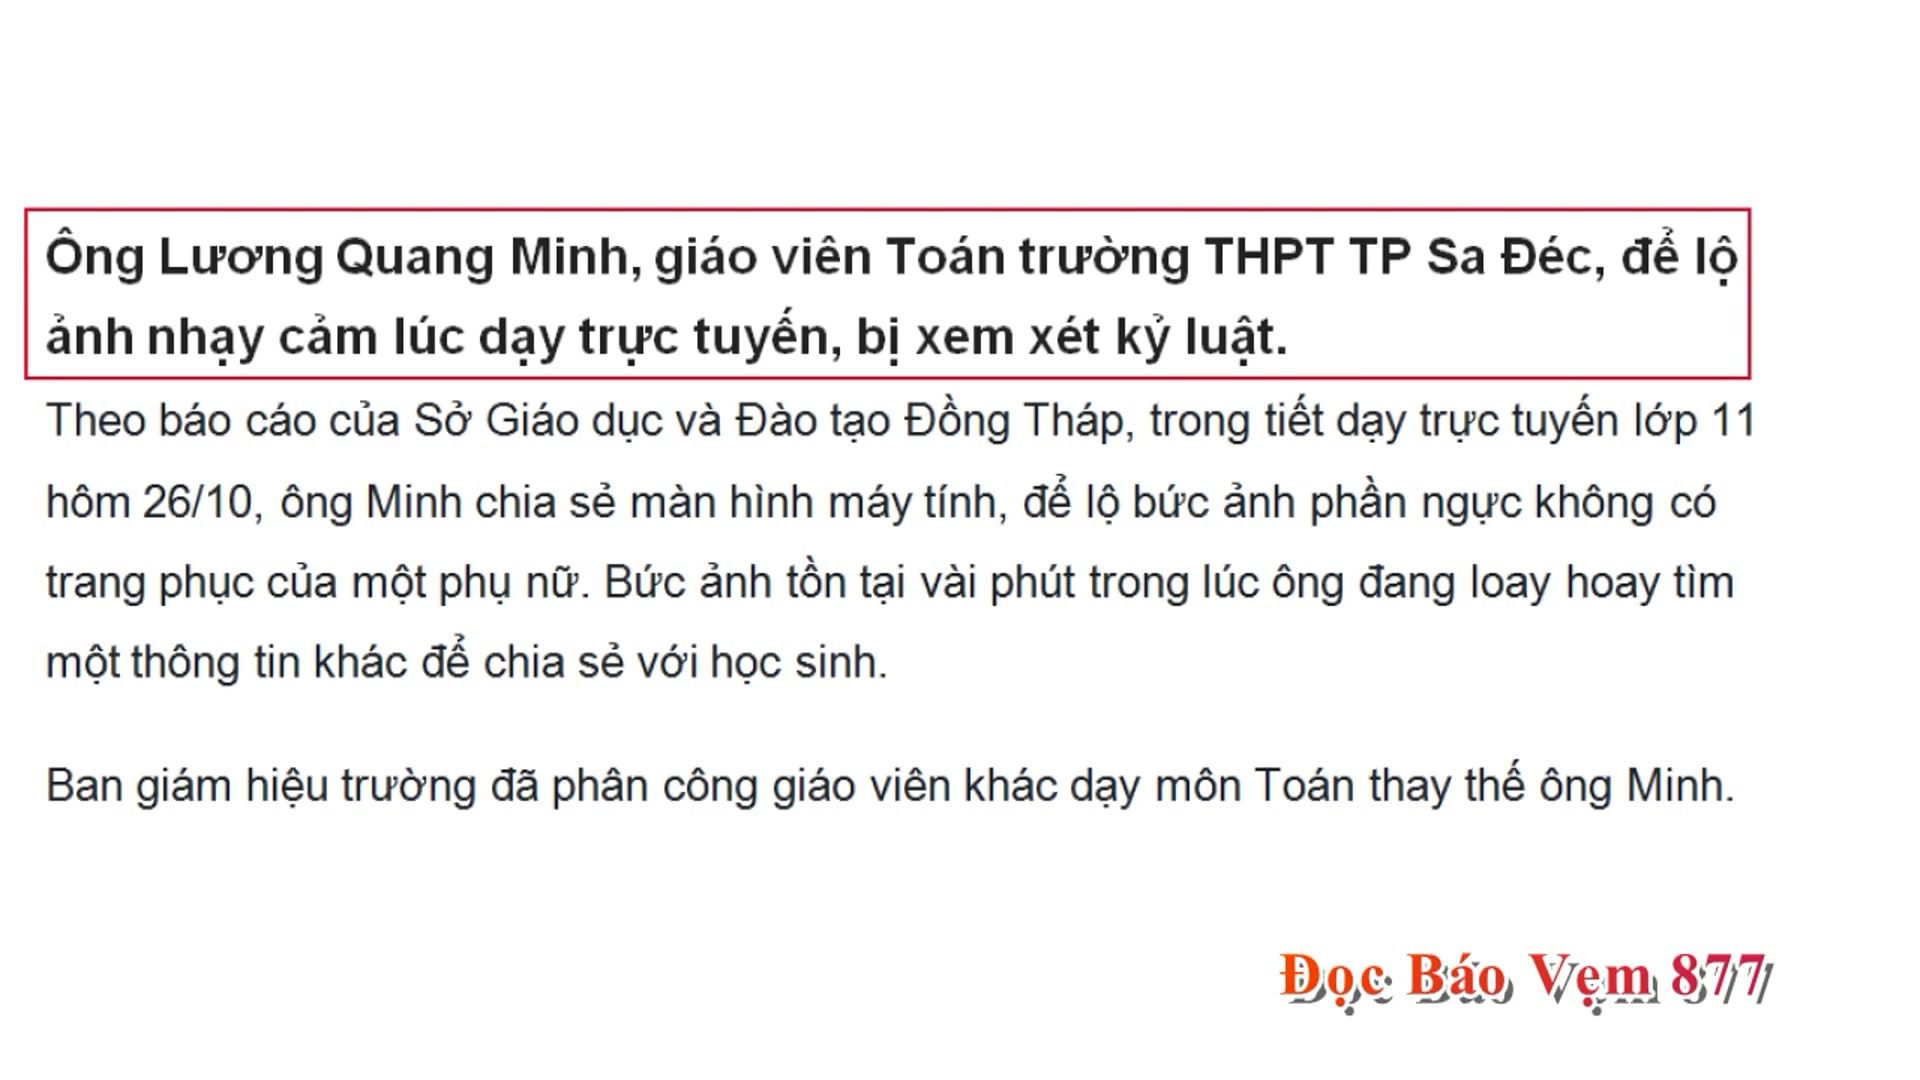 Ông Lương Quang Minh, giáo viên Toán trường THPT TP Sa Đéc, để lộ
ảnh nhạy cảm lúc dạy trực tuyến, bị xem xét kỷ luật.
Theo báo cáo của Sở Giáo dục và Đào tạo Đồng Tháp, trong tiết dạy trực tuyến lớp 11
hôm 26/10, ông Minh chia sẻ màn hình máy tính, để lộ bức ảnh phần ngực không có
trang phục của một phụ nữ. Bức ảnh tồn tại vài phút trong lúc ông đang loay hoay tìm
một thông tin khác để chia sẻ với học sinh.
Ban giám hiệu trường đã phân công giáo viên khác dạy môn Toán thay thế ông Minh.
Đọc Báo Vẹm 877